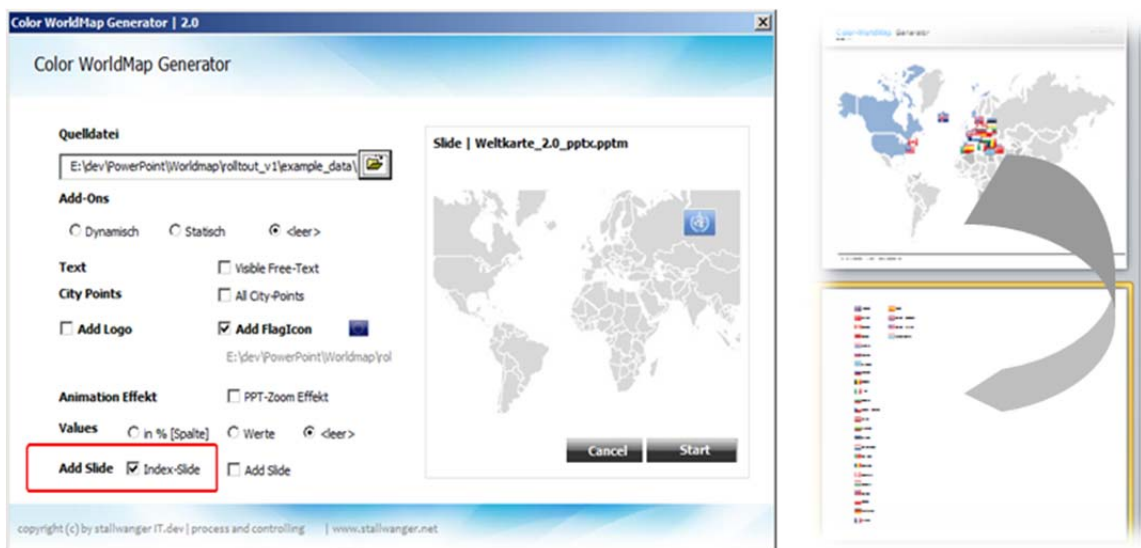 Color WorldMap Generator | 2.0
Color WorldMap Generator
Quelldatei
E:\dev\PowerPoint\Worldmap\rolltout_v1\example_data\
Add-Ons
Dynamisch Statisch <leer>
Text Visible Free-Text
City Points All City-Points
Add Logo Add FlagIcon
E:\dev\PowerPoint\Worldmap\rol
Animation Effekt PPT-Zoom Effekt
Values in % [Spalte] Werte <leer>
Add Slide Index-Slide Add Slide
Slide | Weltkarte_2.0_pptx.pptm
Cancel Start
copyright (c) by stallwanger IT.dev | process and controlling | www.stallwanger.net
Color-WorldMap Generator